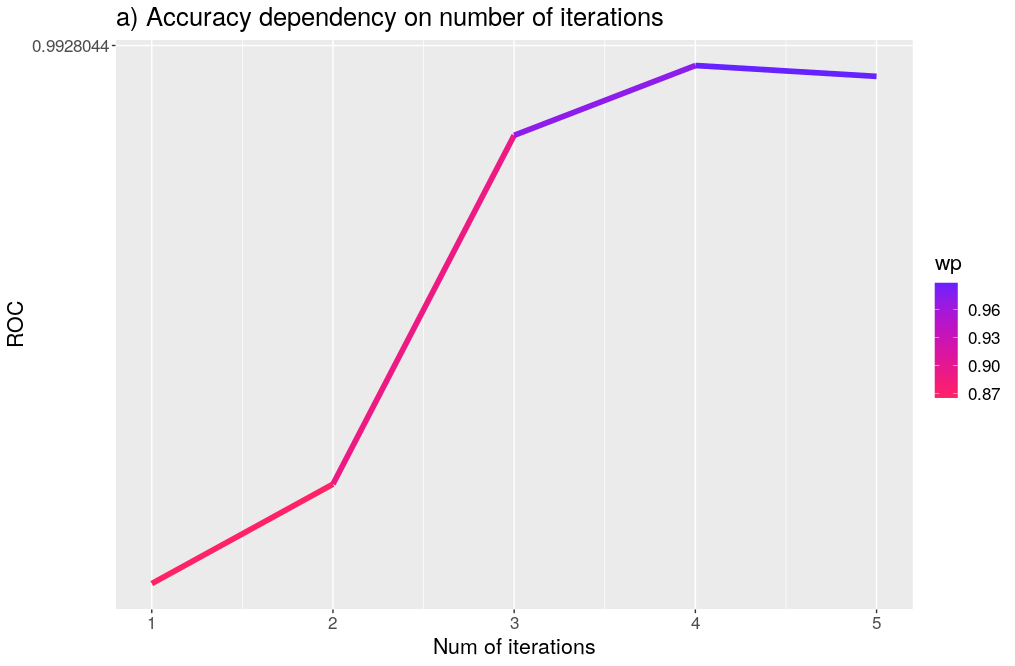 a) Accuracy dependency on number of iterations
0.9928044
ROC
1 2 3 4 5
Num of iterations
wp
0.96
0.93
0.90
0.87